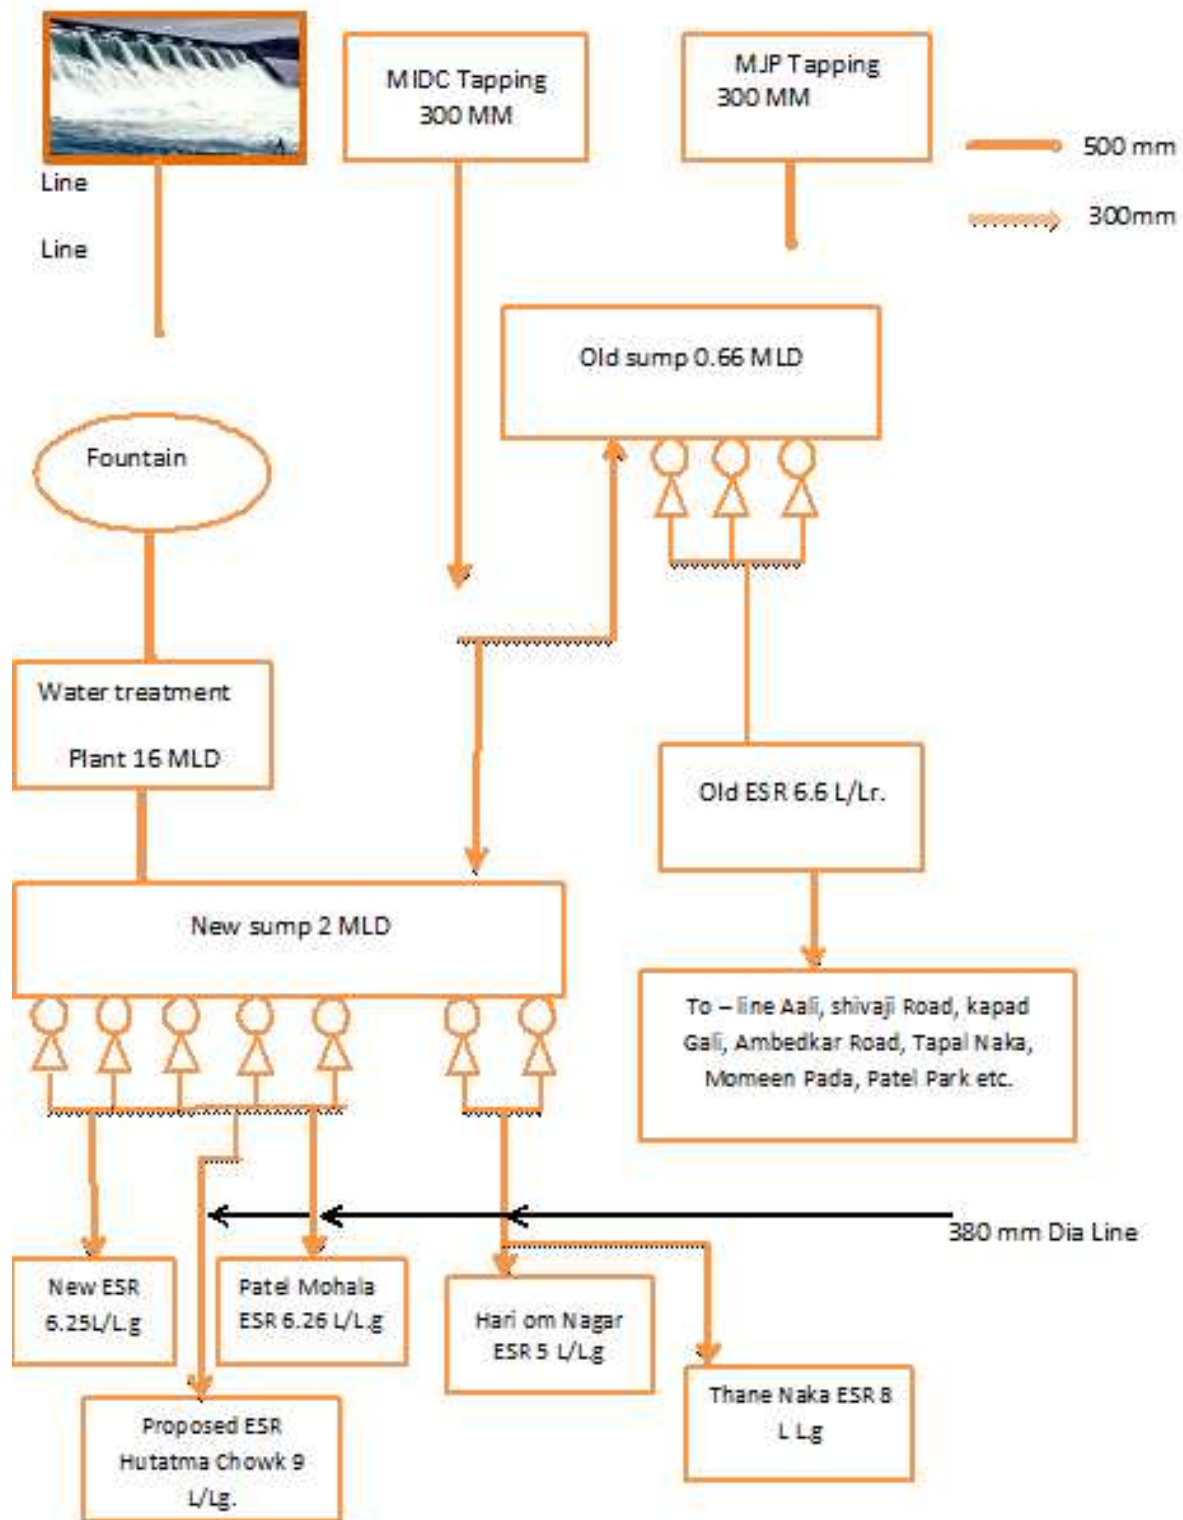 MIDC Tapping
300 MM
MJP Tapping
300 MM
500 mm
300mm
Line
Line
Old sump 0.66 MLD
Fountain
Water treatment
Plant 16 MLD
Old ESR 6.6 L/Lr.
New sump 2 MLD
To – line Aali, shivaji Road, kapad
Gali, Ambedkar Road, Tapal Naka,
Momeen Pada, Patel Park etc.
380 mm Dia Line
New ESR
6.25L/L.g
Patel Mohala
ESR 6.26 L/L.g
Hari om Nagar
ESR 5 L/L.g
Thane Naka ESR 8
L L.g
Proposed ESR
Hutatma Chowk 9
L/Lg.